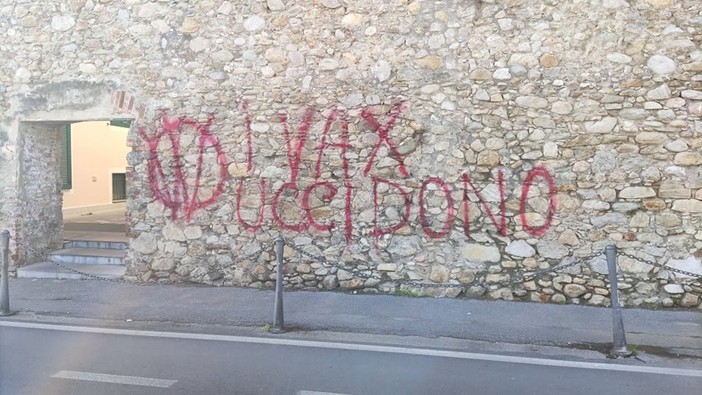 I VAX
UCCIDONO